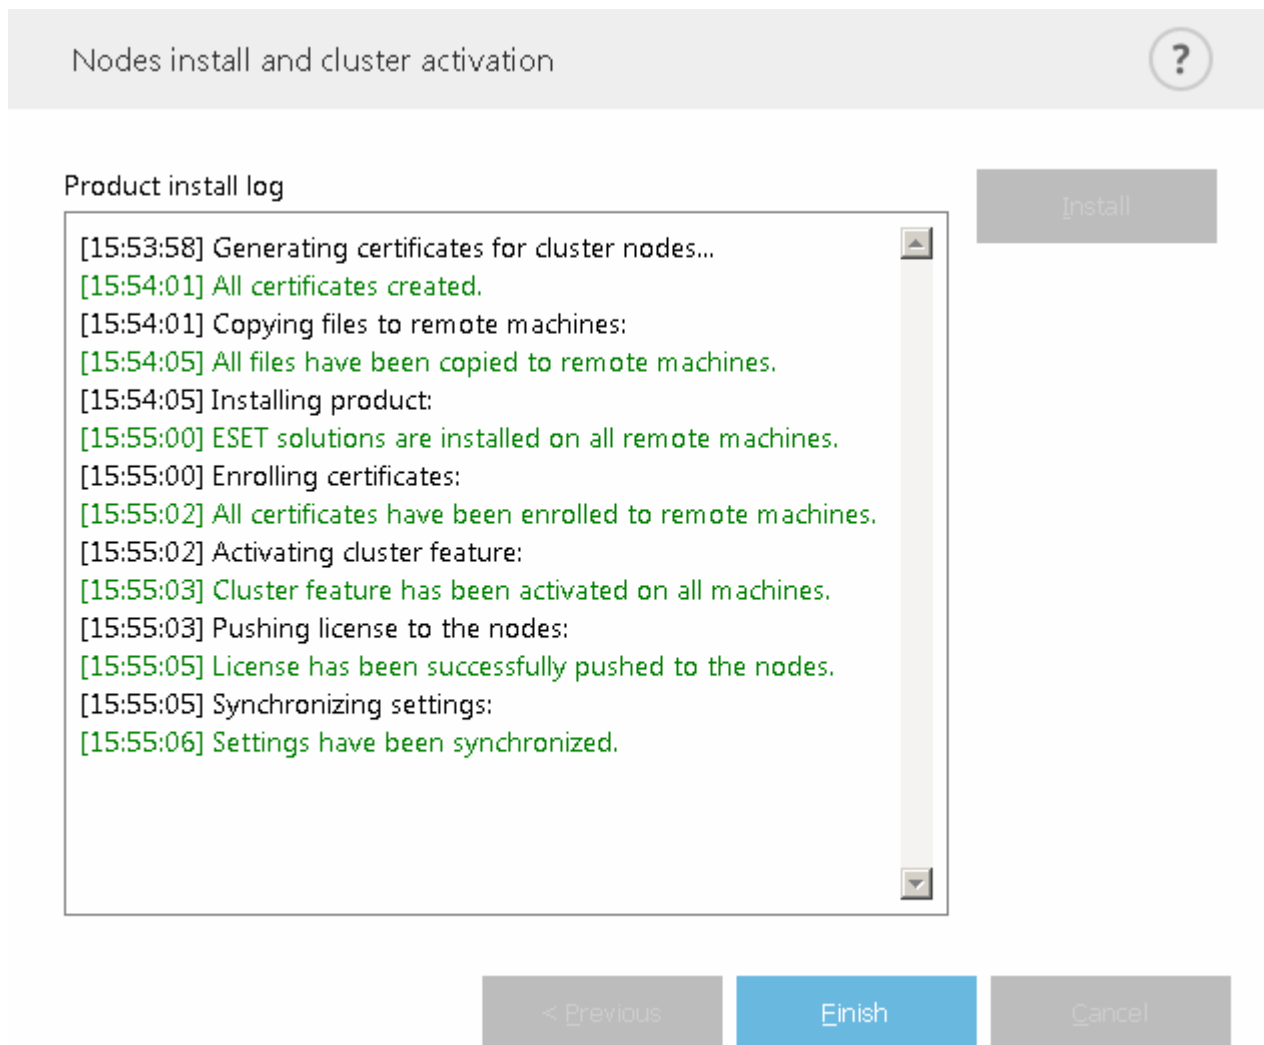 Nodes install and cluster activation
?
Product install log
Install
[15:53:58] Generating certificates for cluster nodes...
[15:54:01] All certificates created.
[15:54:01] Copying files to remote machines:
[15:54:05] All files have been copied to remote machines.
[15:54:05] Installing product:
[15:55:00] ESET solutions are installed on all remote machines.
[15:55:00] Enrolling certificates:
[15:55:02] All certificates have been enrolled to remote machines.
[15:55:02] Activating cluster feature:
[15:55:03] Cluster feature has been activated on all machines.
[15:55:03] Pushing license to the nodes:
[15:55:05] License has been successfully pushed to the nodes.
[15:55:05] Synchronizing settings:
[15:55:06] Settings have been synchronized.
< Previous
Finish
Cancel